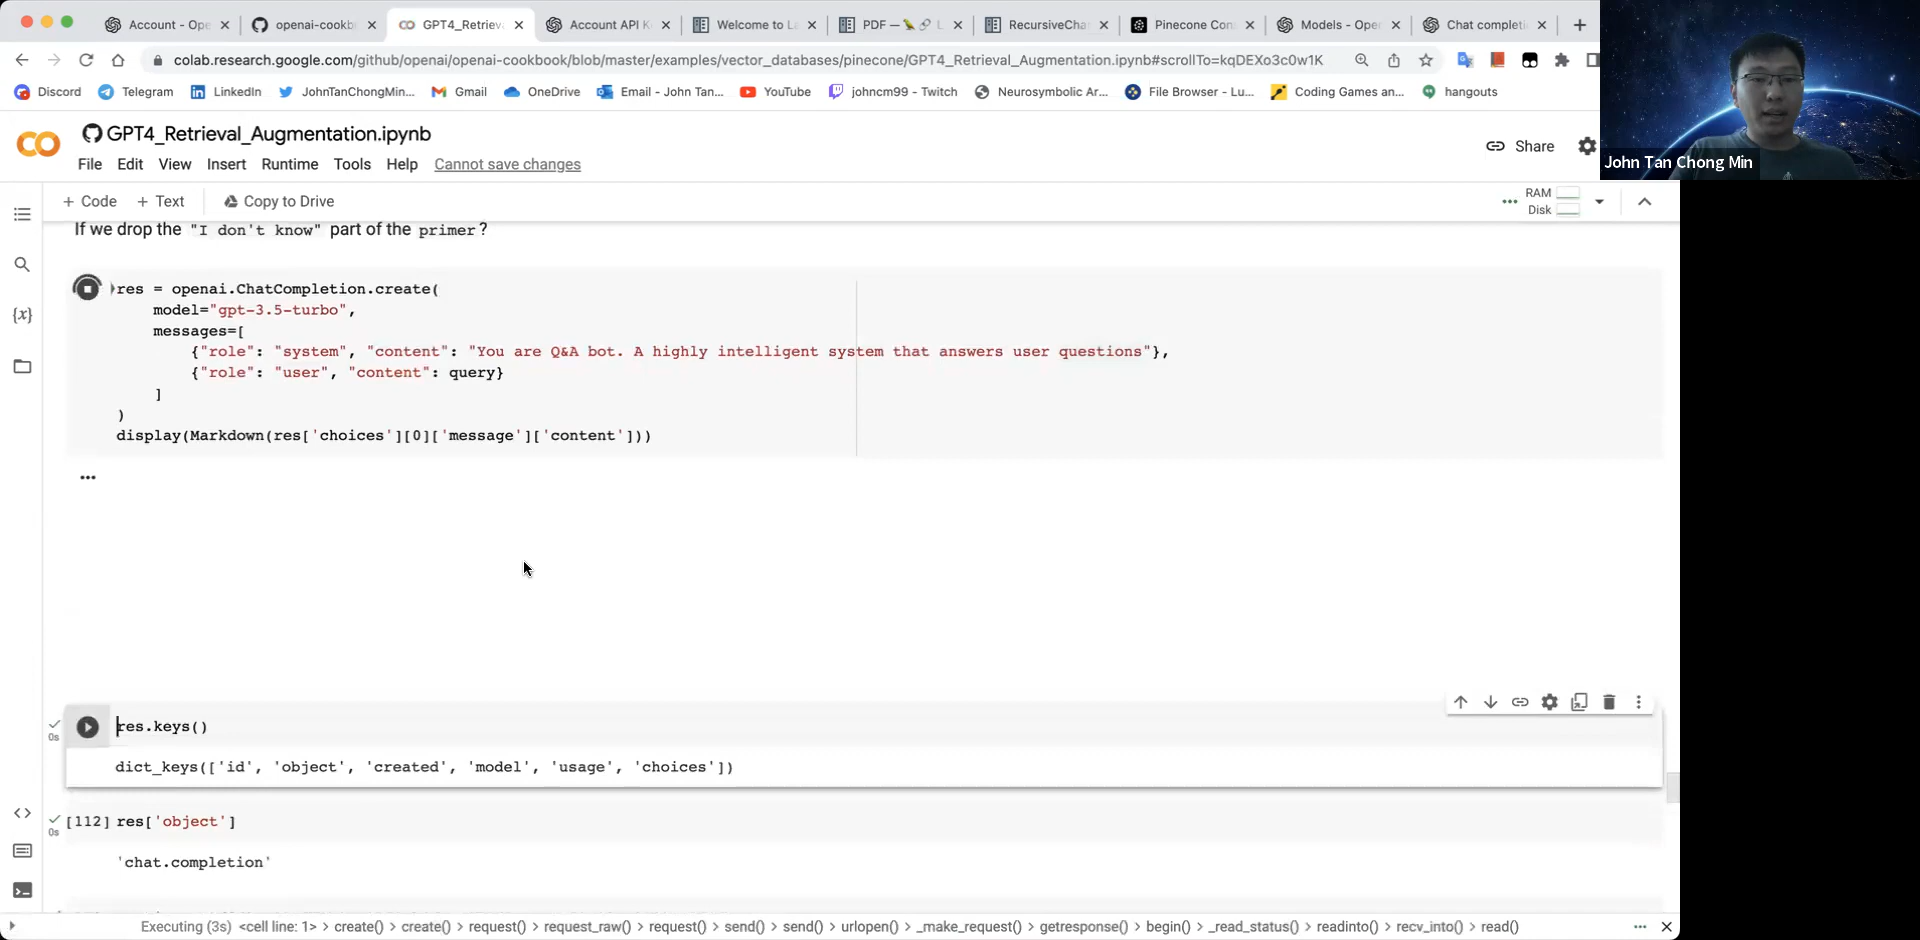 Account - Ope
openai-cookb
GPT4_Retriev
Account API K
Welcome to La
PDF —
RecursiveCha
Pinecone Con
Models - Open
Chat completi
colab.research.google.com/github/openai/openai-cookbook/blob/master/examples/vector_databases/pinecone/GPT4_Retrieval_Augmentation.ipynb#scrollTo=kqDEXo3c0w1K
Discord
Telegram
LinkedIn
JohnTanChongMin...
Gmail
OneDrive
Email - John Tan...
YouTube
johncm99 - Twitch
Neurosymbolic Ar...
File Browser - Lu...
Coding Games an...
hangouts
John Tan Chong Min
GPT4_Retrieval_Augmentation.ipynb
File Edit View Insert Runtime Tools Help Cannot save changes
Share
+ Code + Text Copy to Drive
RAM
Disk
If we drop the "I don't know" part of the primer?
res = openai.ChatCompletion.create(
model="gpt-3.5-turbo",
messages=[
{"role": "system", "content": "You are Q&A bot. A highly intelligent system that answers user questions"},
{"role": "user", "content": query}
]
)
display(Markdown(res['choices'][0]['message']['content']))
res.keys()
0s
dict_keys(['id', 'object', 'created', 'model', 'usage', 'choices'])
[112] res['object']
0s
'chat.completion'
Executing (3s) <cell line: 1> > create() > create() > request() > request_raw() > request() > send() > send() > urlopen() > _make_request() > getresponse() > begin() > _read_status() > readinto() > recv_into() > read()